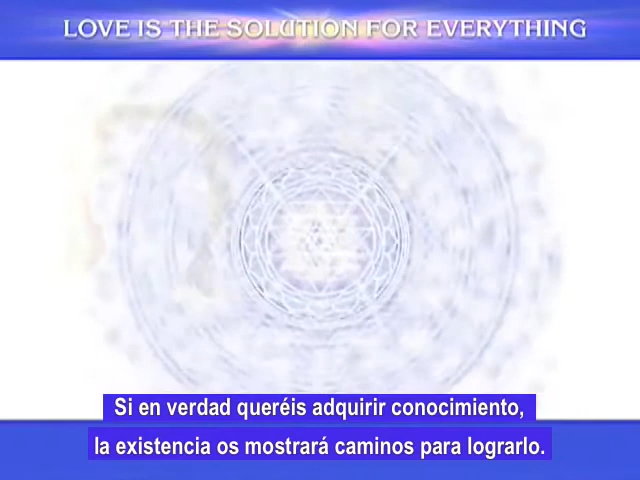 LOVE IS THE SOLUTION FOR EVERYTHING
Si en verdad queréis adquirir conocimiento,
la existencia os mostrará caminos para lograrlo.